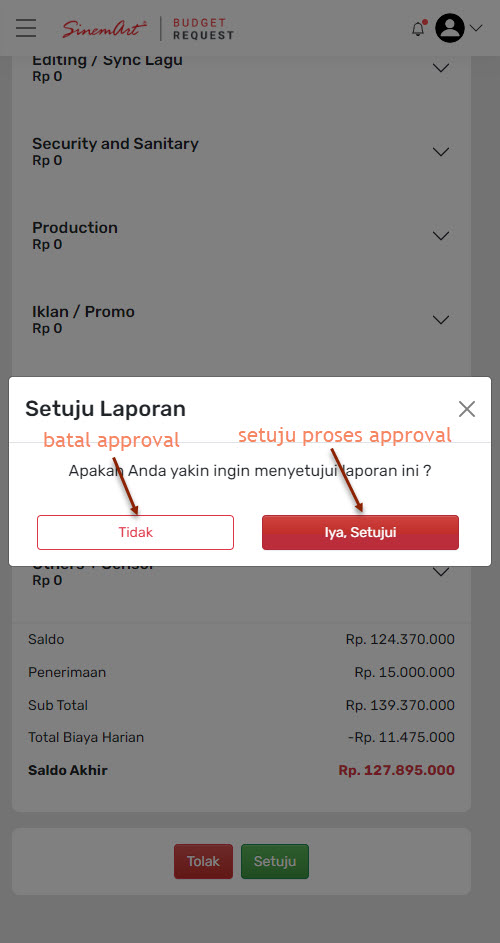 SinemArt
BUDGET
REQUEST
Editing / Sync Lagu
Rp 0
Security and Sanitary
Rp 0
Production
Rp 0
Iklan / Promo
Rp 0
Setuju Laporan
batal approval
setuju proses approval
Apakah Anda yakin ingin menyetujui laporan ini ?
Tidak
Iya, Setujui
Others + Sensor
Rp 0
Saldo Rp. 124.370.000
Penerimaan Rp. 15.000.000
Sub Total Rp. 139.370.000
Total Biaya Harian -Rp. 11.475.000
Saldo Akhir Rp. 127.895.000
Tolak Setuju